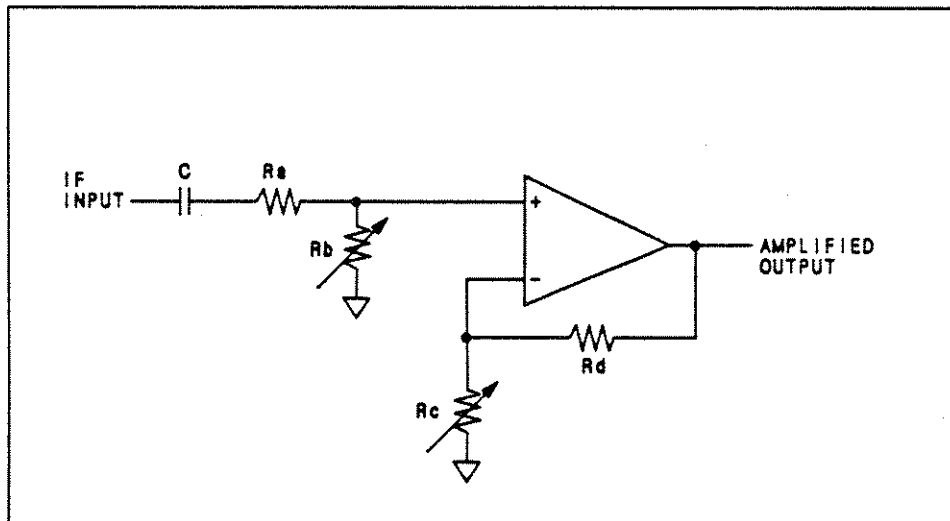 IF
INPUT
C
Ra
Rb
+
-
AMPLIFIED
OUTPUT
Rd
Rc